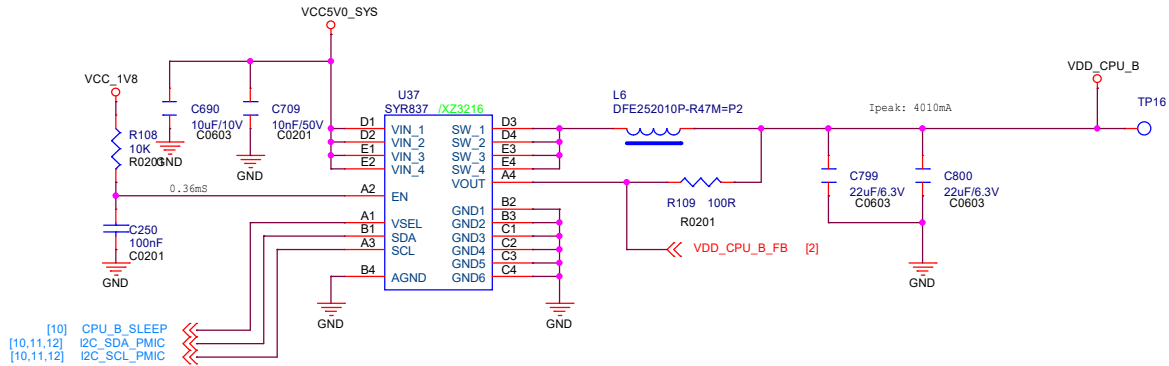 VCC5V0_SYS
VCC_1V8
R108
10K
R0201
C690
10uF/10V
C0603
GND
C709
10nF/50V
C0201
GND
0.36mS
C250
100nF
C0201
GND
U37
SYR837 /XZ3216
D1 VIN_1
D2 VIN_2
E1 VIN_3
E2 VIN_4
A2 EN
A1 VSEL
B1 SDA
A3 SCL
B4 AGND
SW_1 D3
SW_2 D4
SW_3 E3
SW_4 E4
VOUT A4
GND1 B2
GND2 B3
GND3 C1
GND4 C2
GND5 C3
GND6 C4
GND
GND
L6
DFE252010P-R47M=P2
R109 100R
R0201
VDD_CPU_B_FB [2]
Ipeak: 4010mA
VDD_CPU_B
TP16
C799
22uF/6.3V
C0603
C800
22uF/6.3V
C0603
GND
[10] CPU_B_SLEEP
[10,11,12] I2C_SDA_PMIC
[10,11,12] I2C_SCL_PMIC